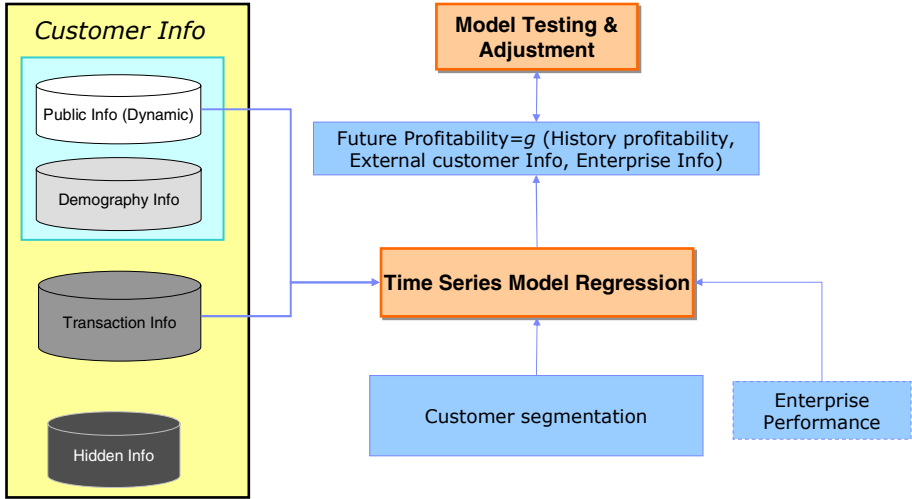 Customer Info
Public Info (Dynamic)
Demography Info
Transaction Info
Hidden Info
Model Testing &
Adjustment
Future Profitability=g (History profitability,
External customer Info, Enterprise Info)
Time Series Model Regression
Customer segmentation
Enterprise
Performance